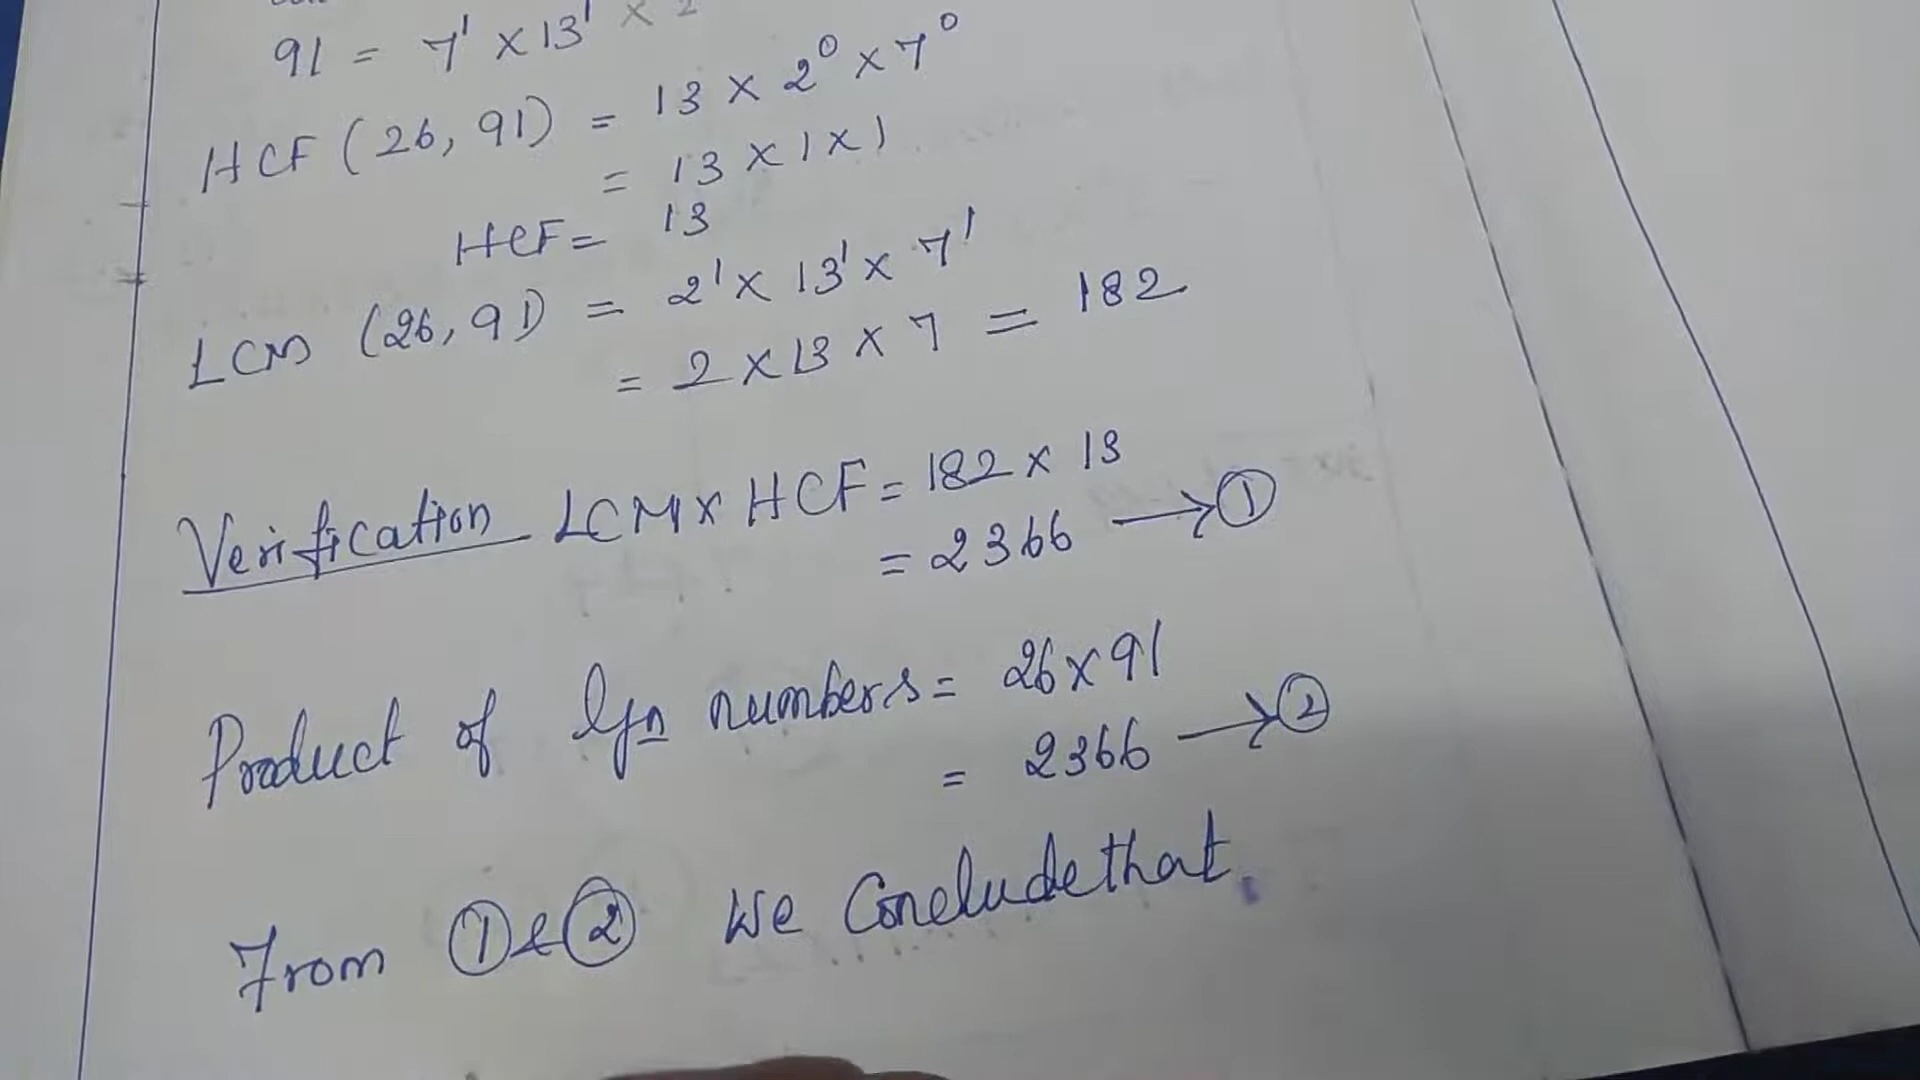 91 = 7¹ × 13¹ × 2
HCF (26, 91) = 13 × 2⁰ × 7⁰
= 13 × 1 × 1
HCF = 13
LCM (26, 91) = 2¹ × 13¹ × 7¹
= 2 × 13 × 7 = 182
Verification LCM × HCF = 182 × 13
= 2366 → ①
Product of numbers = 26 × 91
= 2366 → ②
From ① & ② We Conclude that